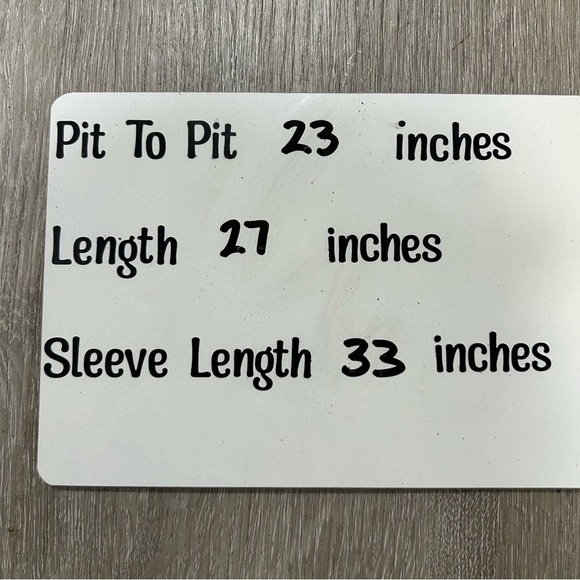 Pit To Pit 23 inches
Length 27 inches
Sleeve Length 33 inches